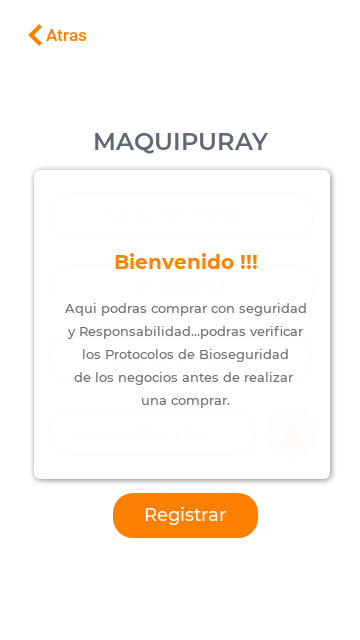 Atras
MAQUIPURAY
Bienvenido !!!
Aqui podras comprar con seguridad
y Responsabilidad...podras verificar
los Protocolos de Bioseguridad
de los negocios antes de realizar
una comprar.
Registrar